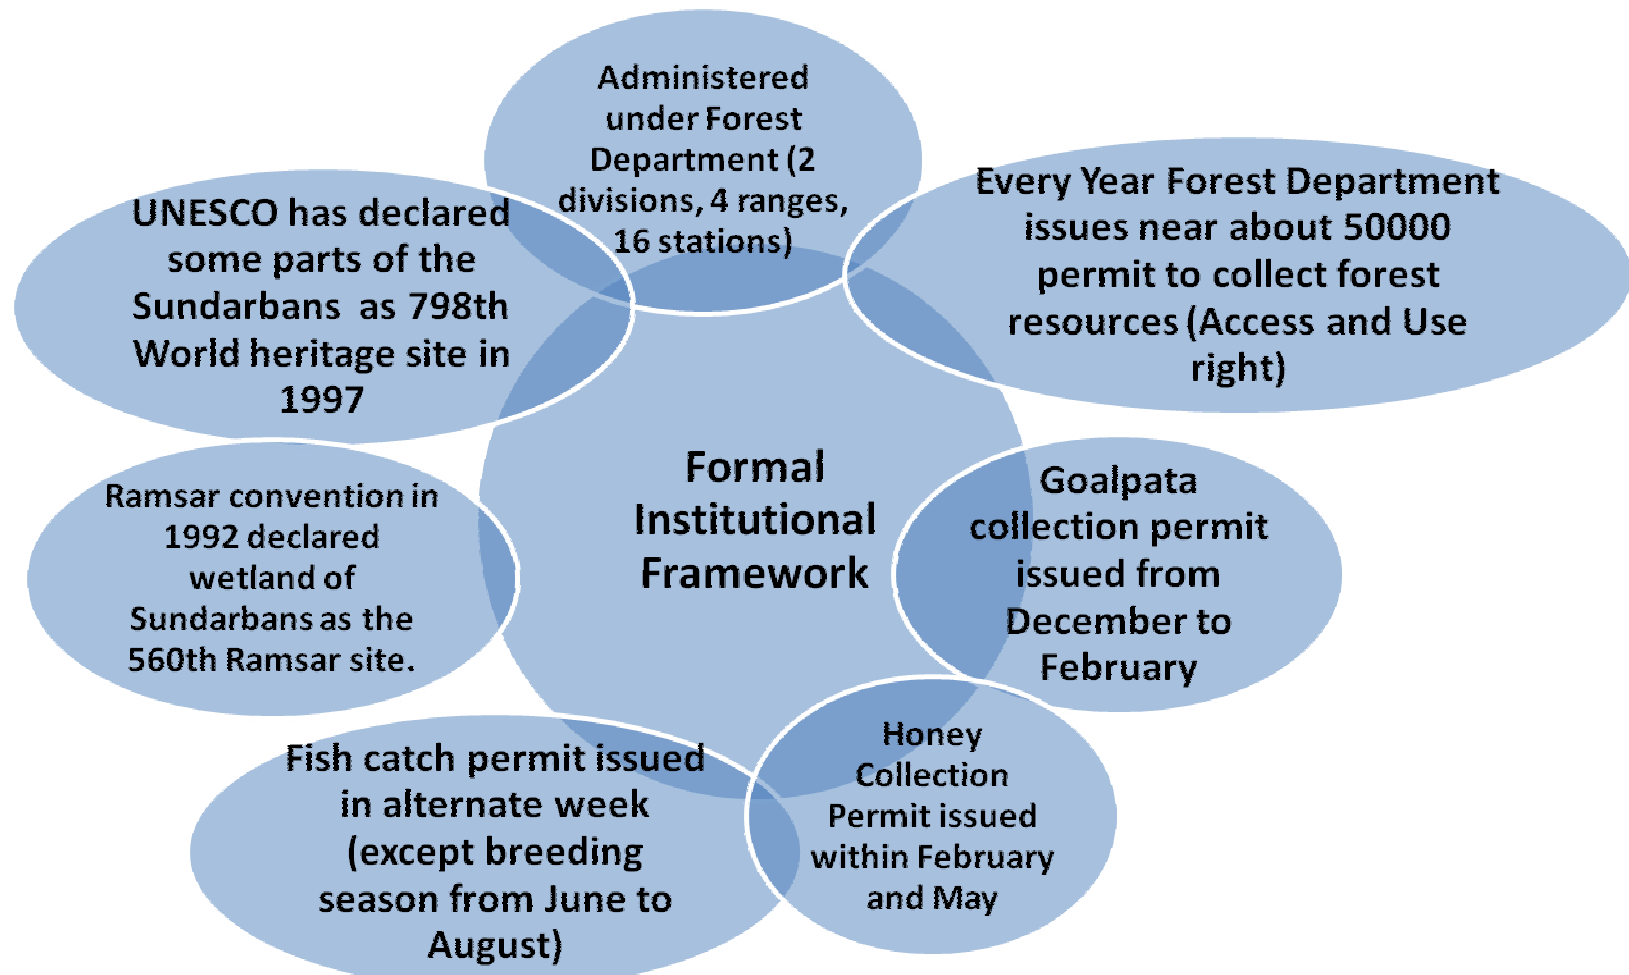 Administered
under Forest
Department (2
divisions, 4 ranges,
16 stations)
Every Year Forest Department
issues near about 50000
permit to collect forest
resources (Access and Use
right)
Goalpata
collection permit
issued from
December to
February
Honey
Collection
Permit issued
within February
and May
Fish catch permit issued
in alternate week
(except breeding
season from June to
August)
Ramsar convention in
1992 declared
wetland of
Sundarbans as the
560th Ramsar site.
UNESCO has declared
some parts of the
Sundarbans as 798th
World heritage site in
1997
Formal
Institutional
Framework